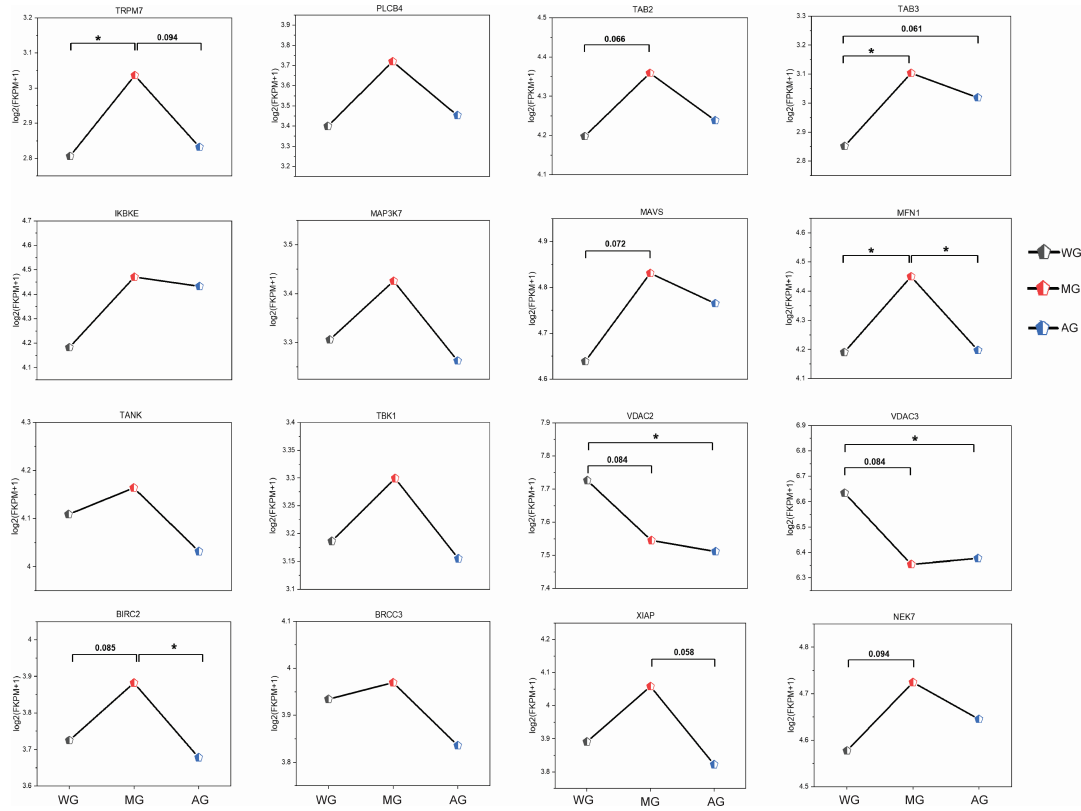 TRPM7
log2(FKPM+1)
3.2
3.1
3
2.9
2.8
*
0.094
PLCB4
log2(FKPM+1)
3.9
3.8
3.7
3.6
3.5
3.4
3.3
3.2
TAB2
log2(FPKM+1)
4.5
4.4
4.3
4.2
4.1
0.066
TAB3
log2(FPKM+1)
3.3
3.2
3.1
3
2.9
2.8
0.061
*
IKBKE
log2(FKPM+1)
4.7
4.6
4.5
4.4
4.3
4.2
4.1
MAP3K7
log2(FKPM+1)
3.5
3.4
3.3
MAVS
log2(FPKM+1)
4.9
4.8
4.7
4.6
0.072
MFN1
log2(FKPM+1)
4.6
4.5
4.4
4.3
4.2
4.1
*
*
WG
MG
AG
TANK
log2(FKPM+1)
4.3
4.2
4.1
4
TBK1
log2(FKPM+1)
3.4
3.3
3.3
3.25
3.2
3.1
3.1
VDAC2
log2(FKPM+1)
7.9
7.8
7.7
7.6
7.5
7.4
*
0.084
VDAC3
log2(FKPM+1)
6.9
6.8
6.7
6.6
6.5
6.4
6.3
*
0.084
BIRC2
log2(FKPM+1)
4
3.9
3.8
3.7
3.6
0.085
*
WG MG AG
BRCC3
log2(FKPM+1)
4.1
4
3.9
3.8
WG MG AG
XIAP
log2(FKPM+1)
4.2
4.1
4
3.9
3.8
0.058
WG MG AG
NEK7
log2(FKPM+1)
4.8
4.7
4.6
4.5
0.094
WG MG AG